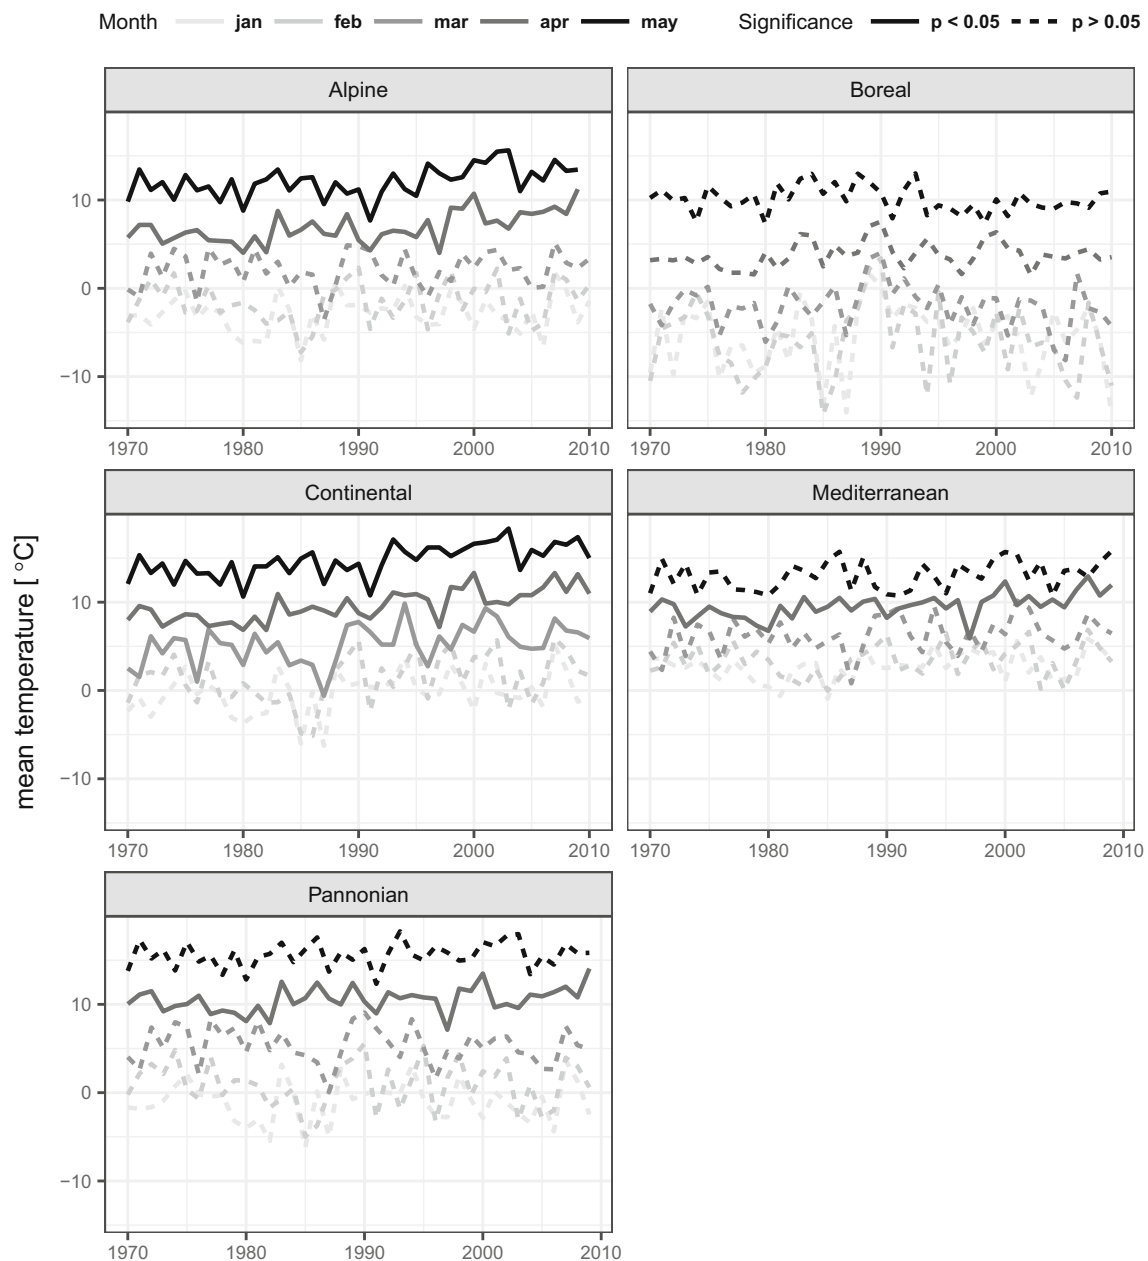 Month jan feb mar apr may Significance p < 0.05 p > 0.05
Alpine Boreal
10
0
−10
1970 1980 1990 2000 2010 1970 1980 1990 2000 2010
Continental Mediterranean
mean temperature [ °C]
10
0
−10
1970 1980 1990 2000 2010 1970 1980 1990 2000 2010
Pannonian
10
0
−10
1970 1980 1990 2000 2010